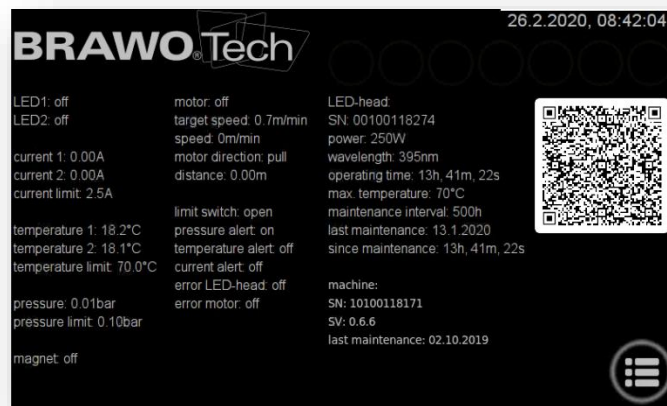 26.2.2020, 08:42:04
BRAWO® Tech
LED1: off
LED2: off
current 1: 0.00A
current 2: 0.00A
current limit: 2.5A
temperature 1: 18.2°C
temperature 2: 18.1°C
temperature limit: 70.0°C
pressure: 0.01bar
pressure limit: 0.10bar
magnet: off
motor: off
target speed: 0.7m/min
speed: 0m/min
motor direction: pull
distance: 0.00m
limit switch: open
pressure alert: on
temperature alert: off
current alert: off
error LED-head: off
error motor: off
LED-head:
SN: 00100118274
power: 250W
wavelength: 395nm
operating time: 13h, 41m, 22s
max. temperature: 70°C
maintenance interval: 500h
last maintenance: 13.1.2020
since maintenance: 13h, 41m, 22s
machine:
SN: 10100118171
SV: 0.6.6
last maintenance: 02.10.2019